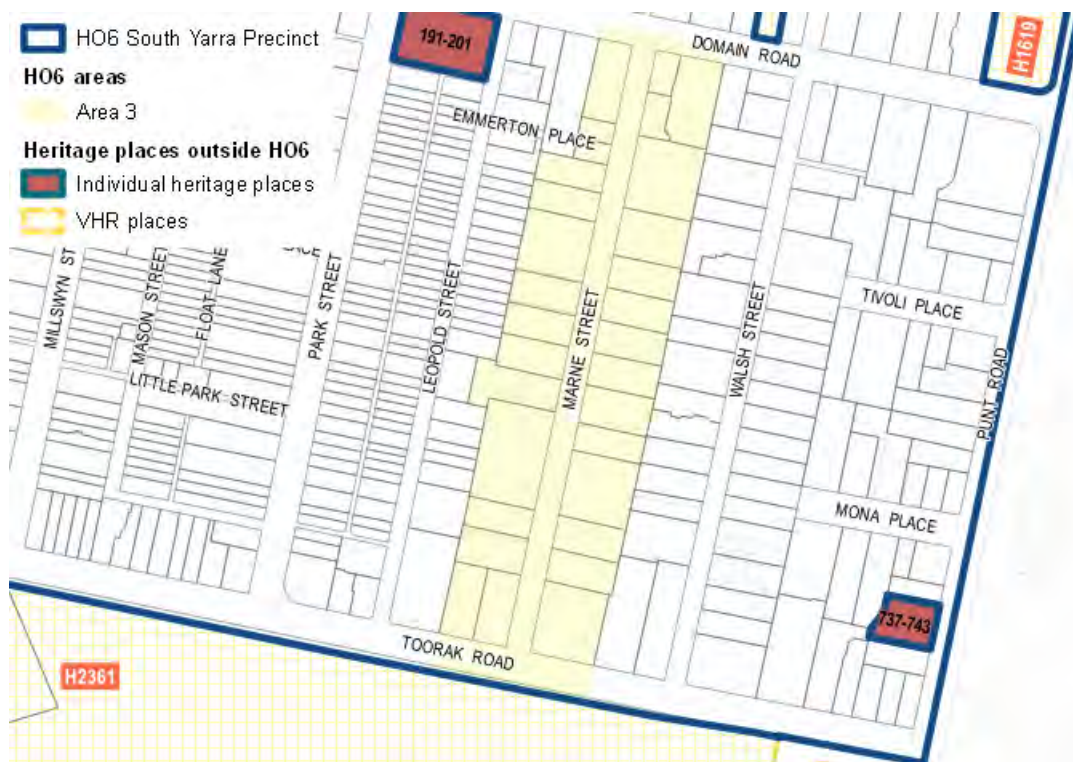 HO6 South Yarra Precinct
HO6 areas
Area 3
Heritage places outside HO6
Individual heritage places
VHR places
191-201
DOMAIN ROAD
H1619
EMMERTON PLACE
MILLSWYN ST
MASON STREET
FLOAT LANE
PARK STREET
LEOPOLD STREET
MARNE STREET
WALSH STREET
TIVOLI PLACE
PUNT ROAD
LITTLE PARK STREET
MONA PLACE
737-743
TOORAK ROAD
H2361